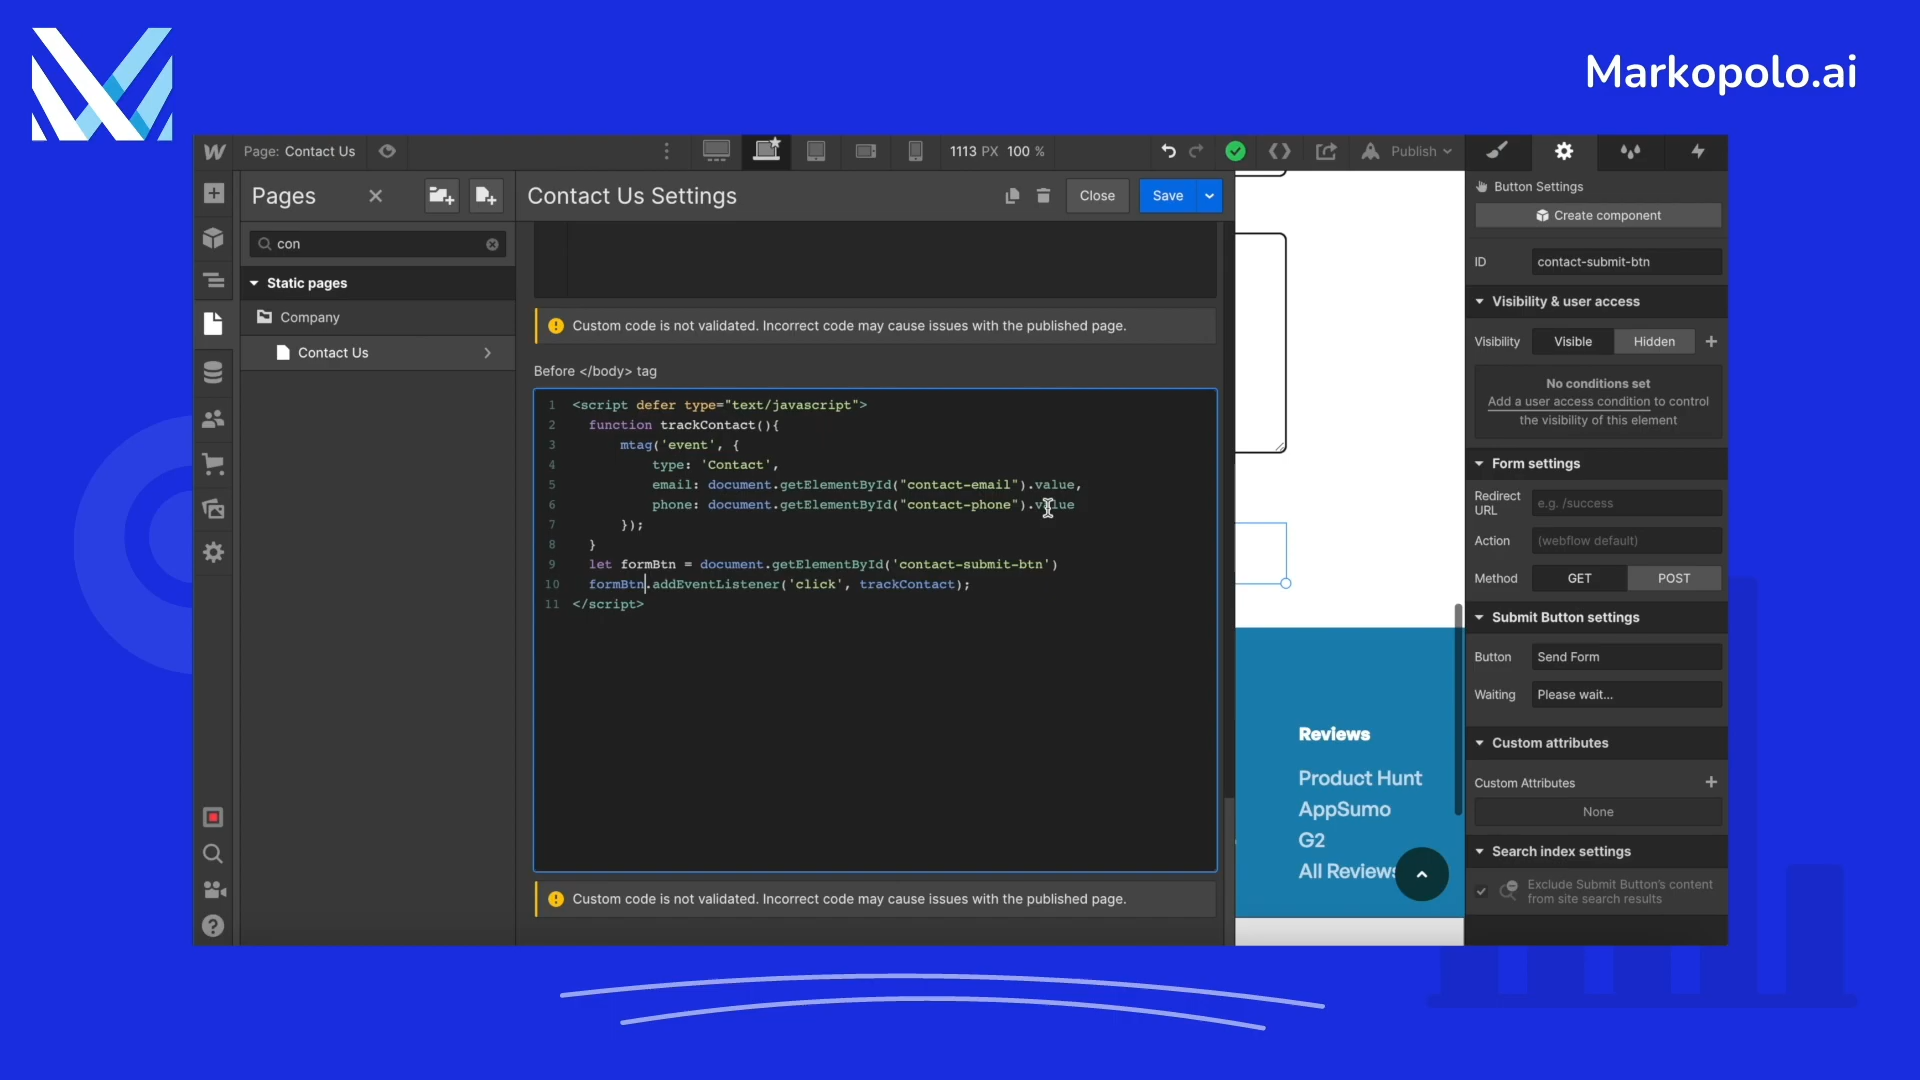 Markopolo.ai
Page: Contact Us
1113 PX 100 %
Publish
Pages
Contact Us Settings
Close
Save
Button Settings
Create component
con
ID
contact-submit-btn
Static pages
Company
Contact Us
Custom code is not validated. Incorrect code may cause issues with the published page.
Before </body> tag
1 <script defer type="text/javascript">
2 function trackContact(){
3 mtag('event', {
4 type: 'Contact',
5 email: document.getElementById("contact-email").value,
6 phone: document.getElementById("contact-phone").value
7 });
8 }
9 let formBtn = document.getElementById('contact-submit-btn')
10 formBtn.addEventListener('click', trackContact);
11 </script>
Custom code is not validated. Incorrect code may cause issues with the published page.
Reviews
Product Hunt
AppSumo
G2
All Reviews
Visibility & user access
Visibility
Visible
Hidden
No conditions set
Add a user access condition to control
the visibility of this element
Form settings
Redirect
URL
e.g. /success
Action
(webflow default)
Method
GET
POST
Submit Button settings
Button
Send Form
Waiting
Please wait...
Custom attributes
Custom Attributes
None
Search index settings
Exclude Submit Button's content
from site search results